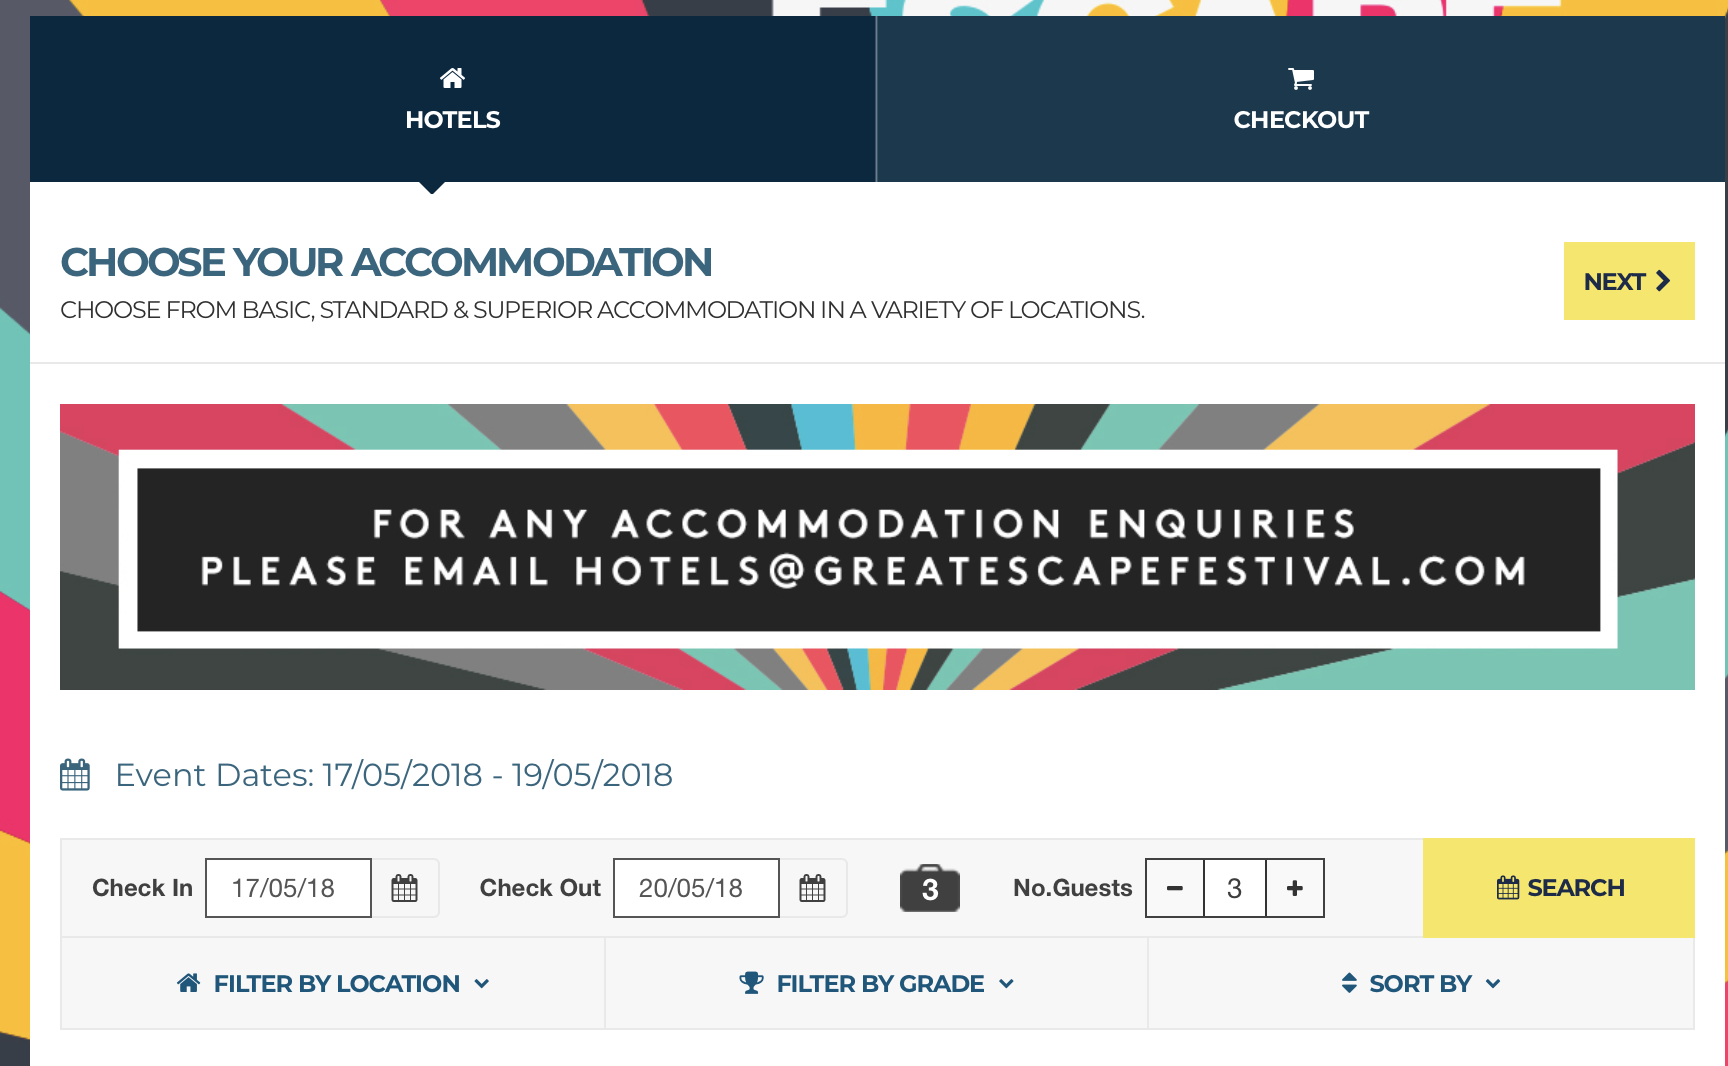 ESCAPE
HOTELS
CHECKOUT
CHOOSE YOUR ACCOMMODATION
CHOOSE FROM BASIC, STANDARD & SUPERIOR ACCOMMODATION IN A VARIETY OF LOCATIONS.
NEXT
FOR ANY ACCOMMODATION ENQUIRIES
PLEASE EMAIL HOTELS@GREATESCAPEFESTIVAL.COM
Event Dates: 17/05/2018 - 19/05/2018
Check In 17/05/18 Check Out 20/05/18 3 No.Guests - 3 + SEARCH
FILTER BY LOCATION FILTER BY GRADE SORT BY